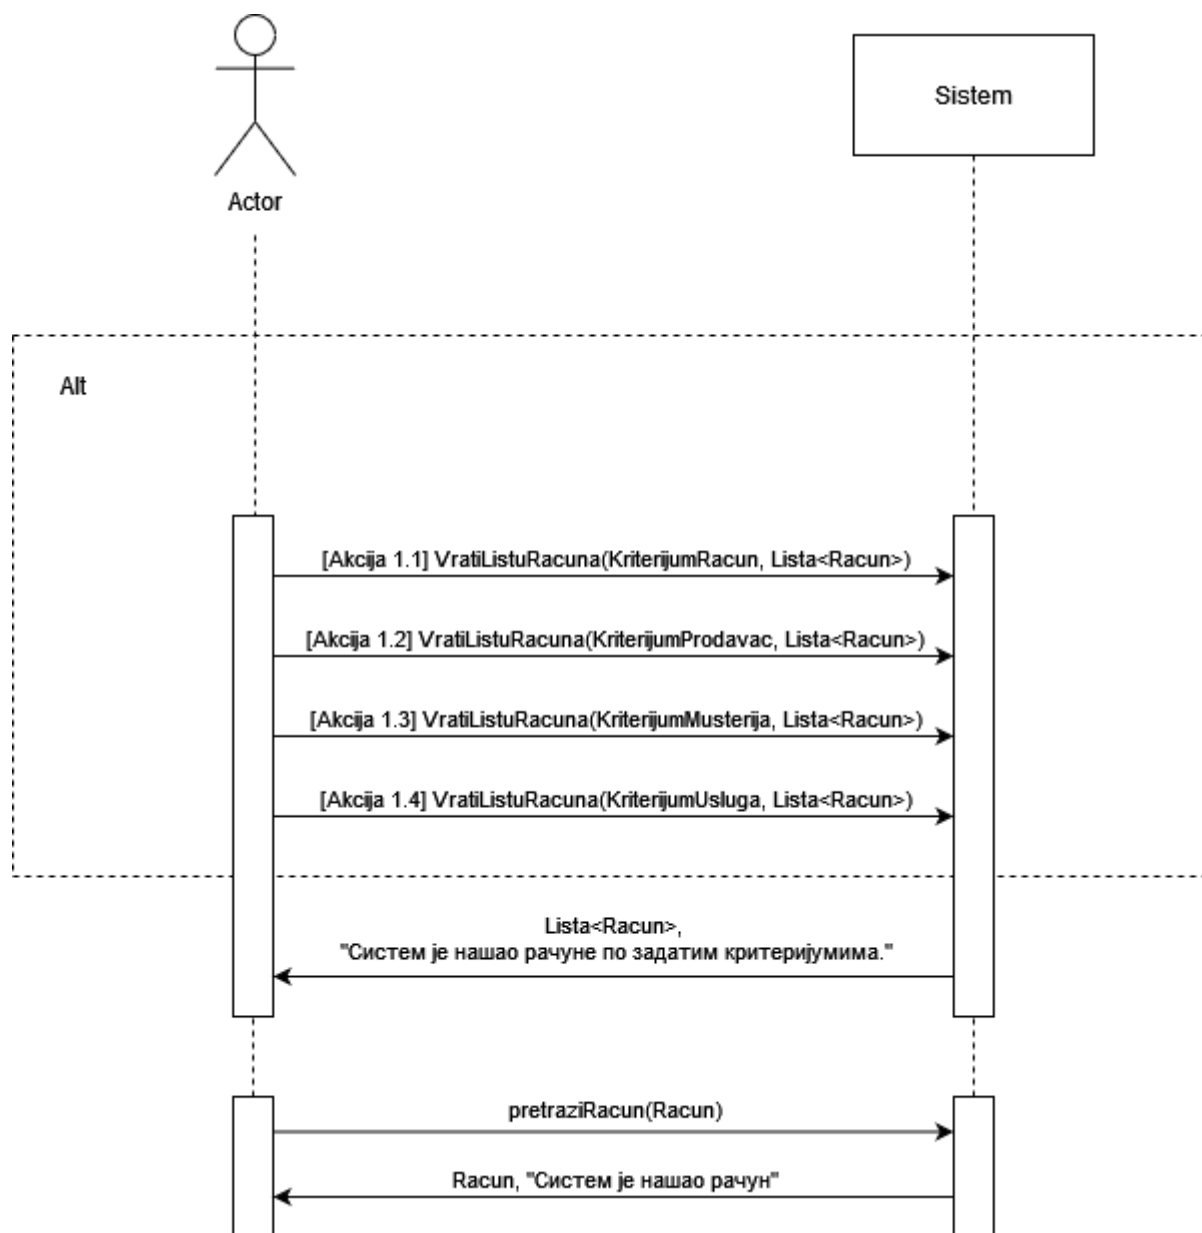 Actor
Sistem
Alt
[Akcija 1.1] VratiListuRacuna(KriterijumRacun, Lista<Racun>)
[Akcija 1.2] VratiListuRacuna(KriterijumProdavac, Lista<Racun>)
[Akcija 1.3] VratiListuRacuna(KriterijumMusterija, Lista<Racun>)
[Akcija 1.4] VratiListuRacuna(KriterijumUsluga, Lista<Racun>)
Lista<Racun>,
"Систем је нашао рачуне по задатим критеријумима."
pretraziRacun(Racun)
Racun, "Систем је нашао рачун"